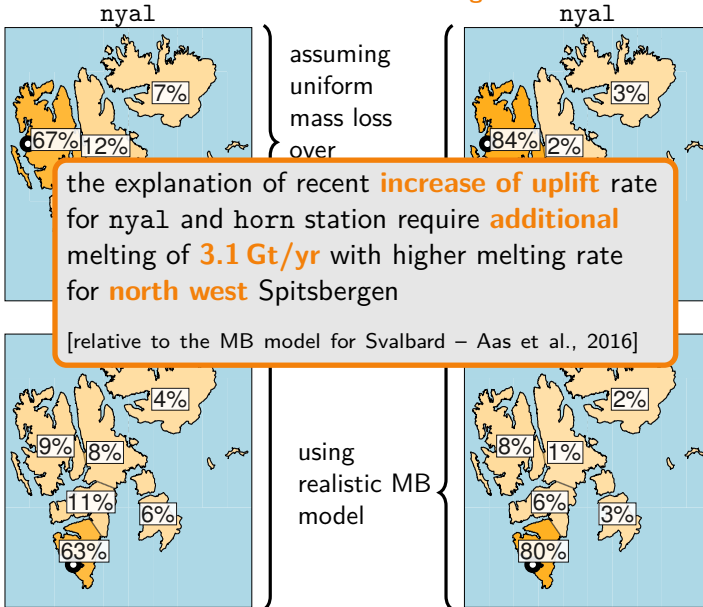 nyal
nyal
7%
67%
12%
assuming
uniform
mass loss
over
3%
84%
2%
the explanation of recent increase of uplift rate
for nyal and horn station require additional
melting of 3.1 Gt/yr with higher melting rate
for north west Spitsbergen
[relative to the MB model for Svalbard – Aas et al., 2016]
4%
9%
8%
11%
6%
63%
using
realistic MB
model
2%
8%
1%
6%
3%
80%